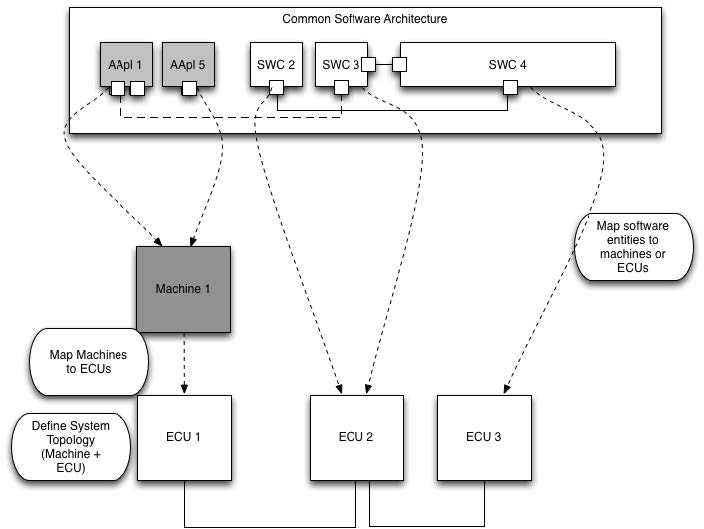 Common Software Architecture
AApl 1
AApl 5
SWC 2
SWC 3
SWC 4
Map software
entities to
machines or
ECUs
Machine 1
Map Machines
to ECUs
Define System
Topology
(Machine +
ECU)
ECU 1
ECU 2
ECU 3